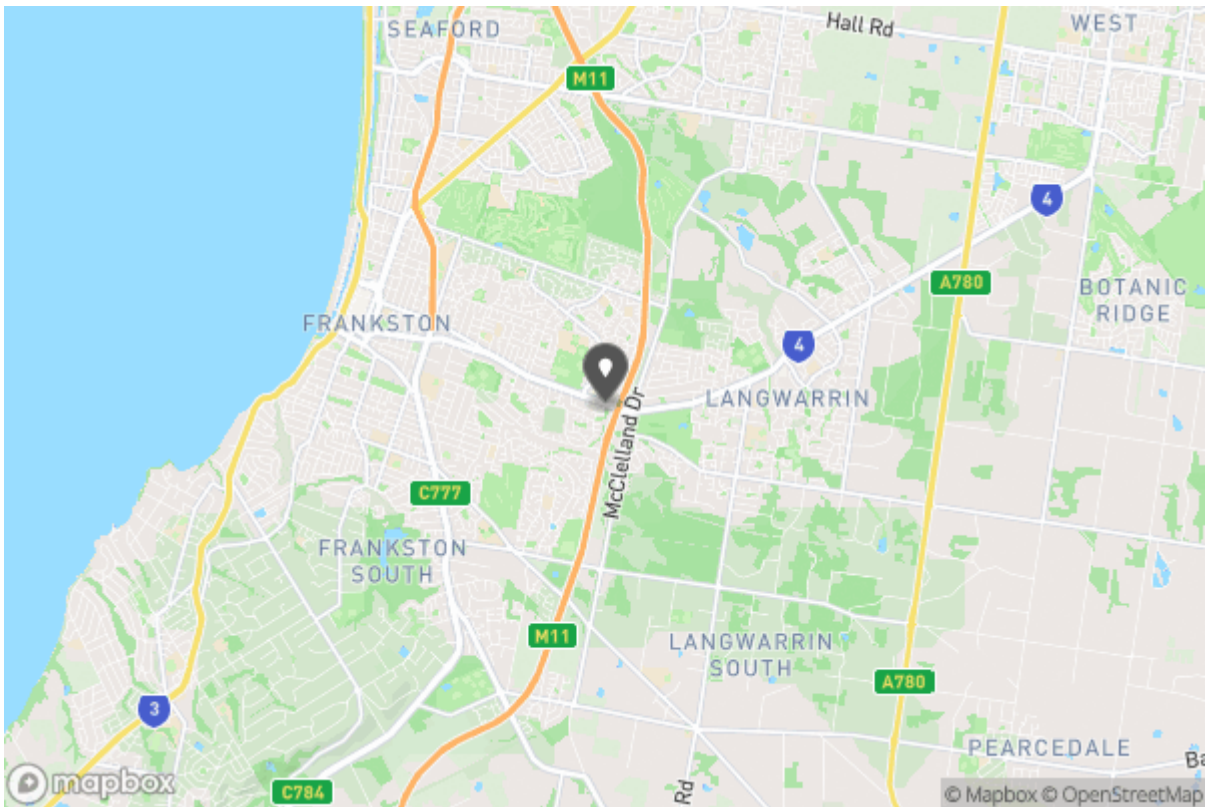 SEAFORD
Hall Rd
WEST
M11
4
A780
BOTANIC
RIDGE
FRANKSTON
4
LANGWARRIN
McClelland Dr
C777
FRANKSTON
SOUTH
M11
LANGWARRIN
SOUTH
A780
3
PEARCEDALE
Ba
mapbox
C784
Rd
© Mapbox © OpenStreetMap